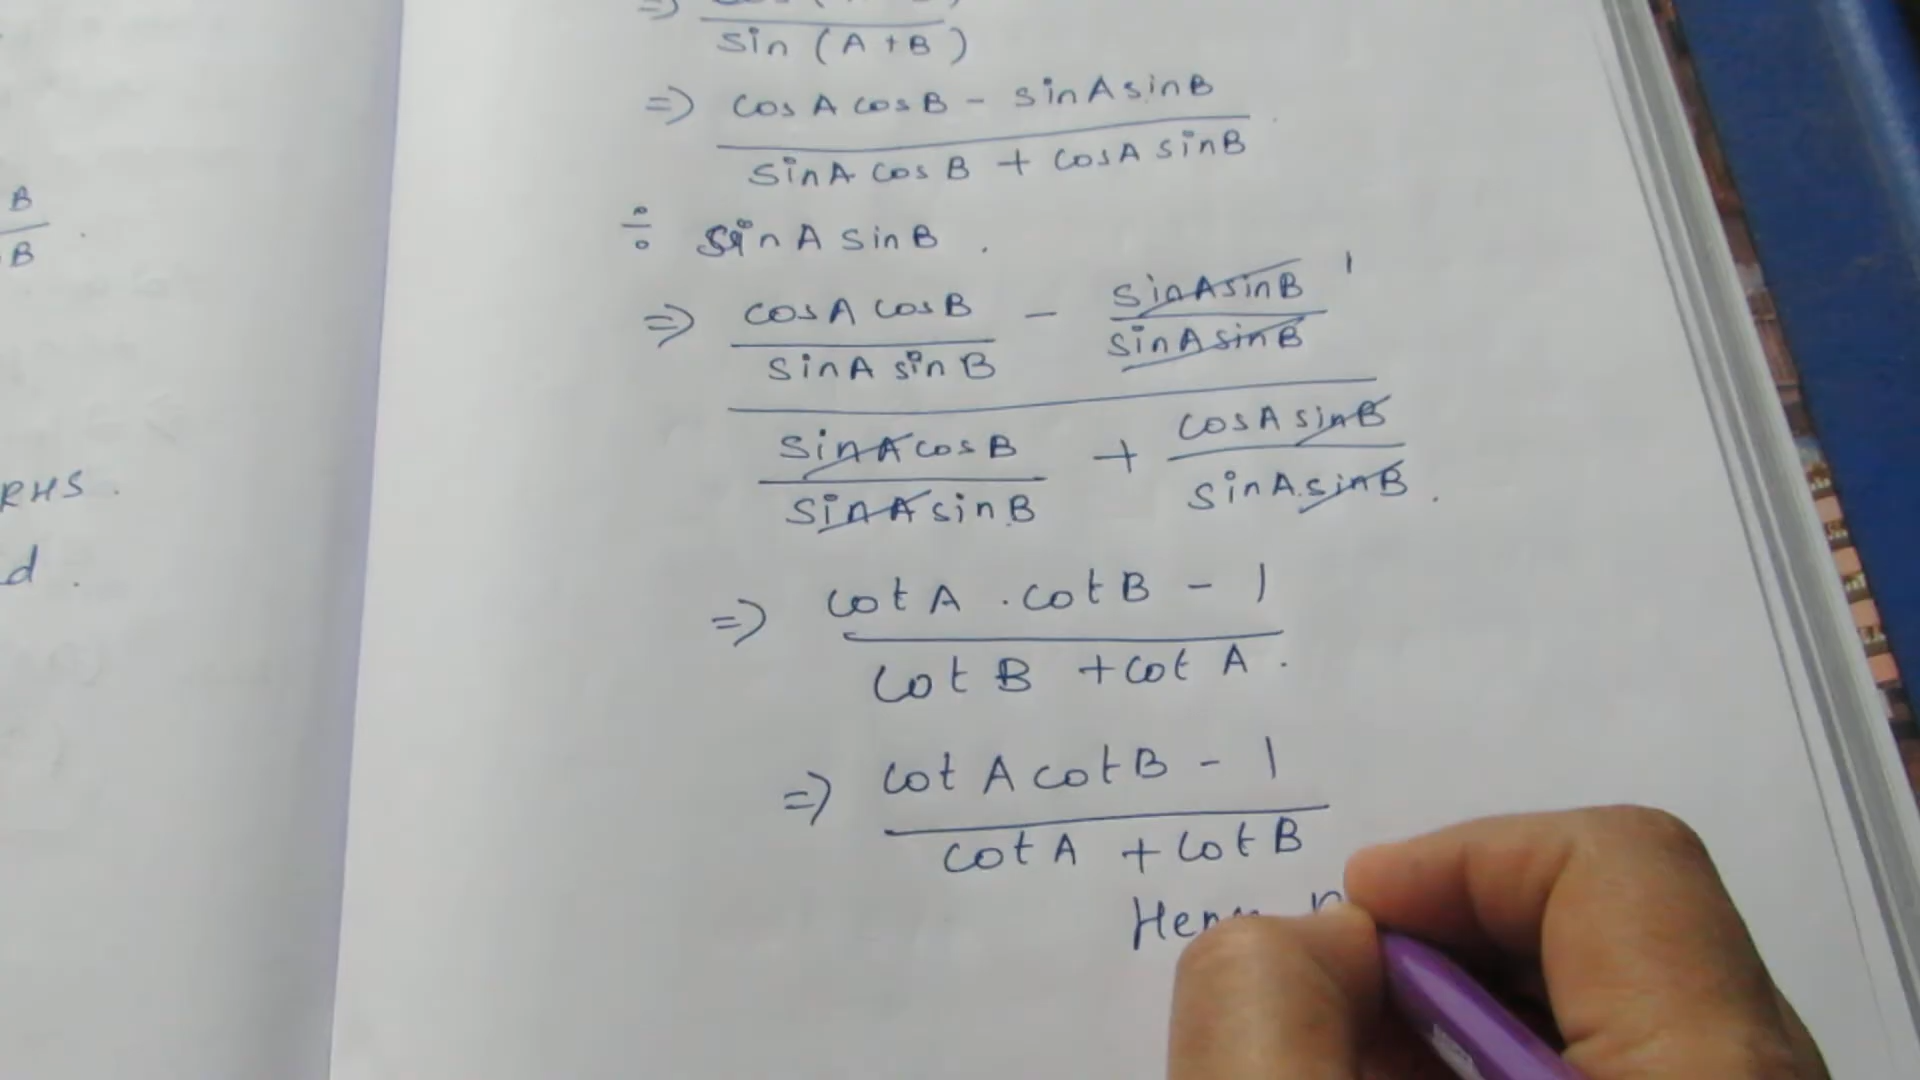 B
B .
RHS .
d .
sin (A+B)
=> cos A cos B - sin A sin B
sin A cos B + cos A sin B
÷ sin A sin B .
=> cos A cos B - sin A sin B 1
sin A sin B sin A sin B
sin A cos B + cos A sin B
sin A sin B sin A sin B .
=> cot A . cot B - 1
cot B + cot A .
=> cot A cot B - 1
cot A + cot B